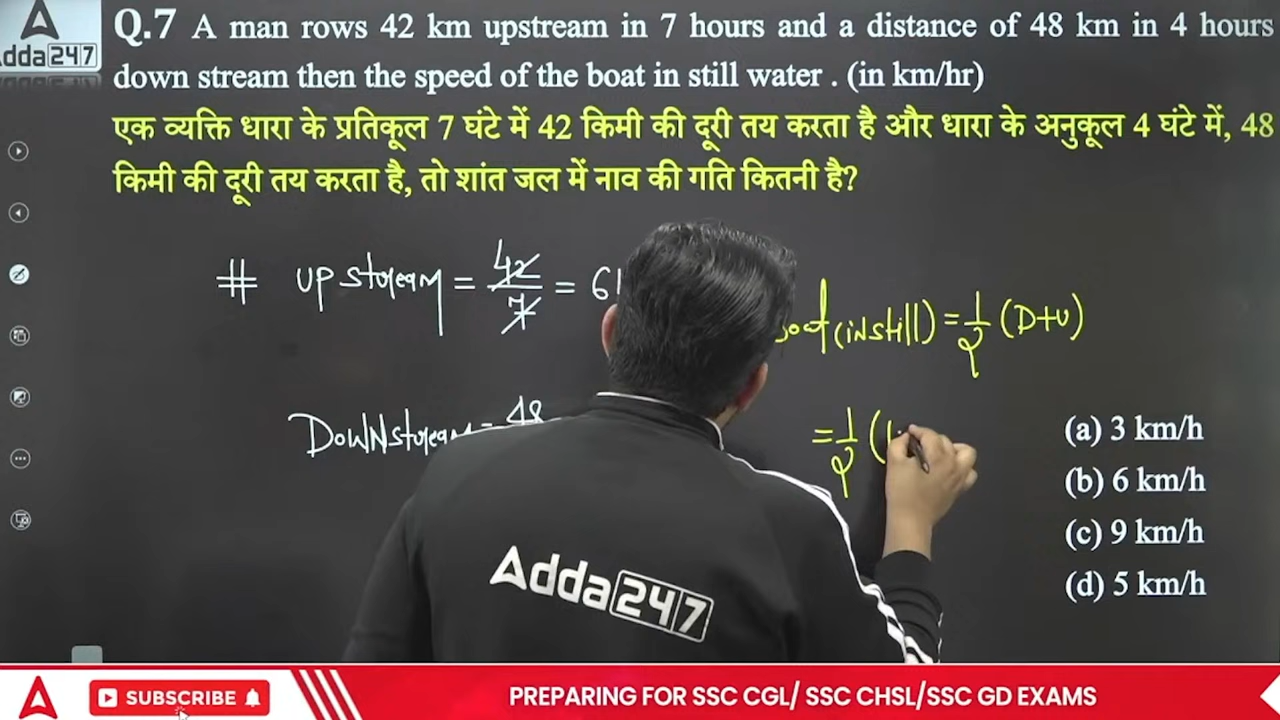 Adda247
Q.7 A man rows 42 km upstream in 7 hours and a distance of 48 km in 4 hours
down stream then the speed of the boat in still water . (in km/hr)
एक व्यक्ति धारा के प्रतिकूल 7 घंटे में 42 किमी की दूरी तय करता है और धारा के अनुकूल 4 घंटे में, 48
किमी की दूरी तय करता है, तो शांत जल में नाव की गति कितनी है?
# upstream = 42/7 = 6
(instill) = 1/2 (D+U)
Downstream = 48
= 1/2 (
(a) 3 km/h
(b) 6 km/h
(c) 9 km/h
(d) 5 km/h
Adda247
SUBSCRIBE
PREPARING FOR SSC CGL/ SSC CHSL/SSC GD EXAMS